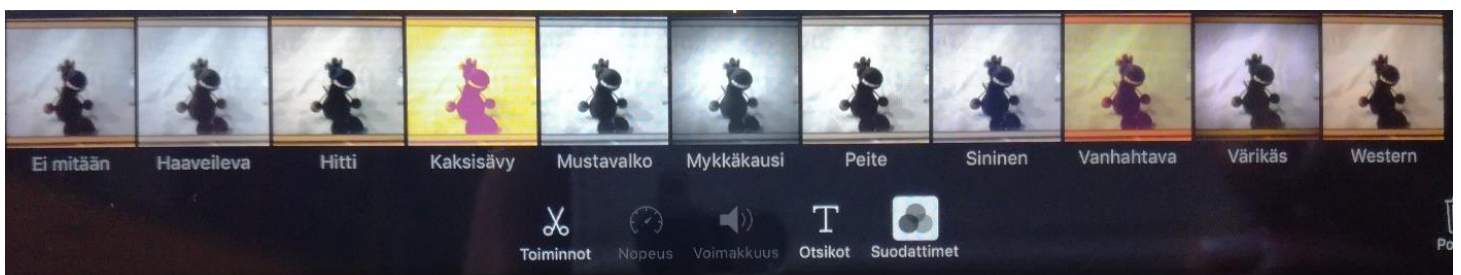 Ei mitään Haaveileva Hitti Kaksisävy Mustavalko Mykkäkausi Peite Sininen Vanhahtava Värikäs Western
Toiminnot Nopeus Voimakkuus Otsikot Suodattimet